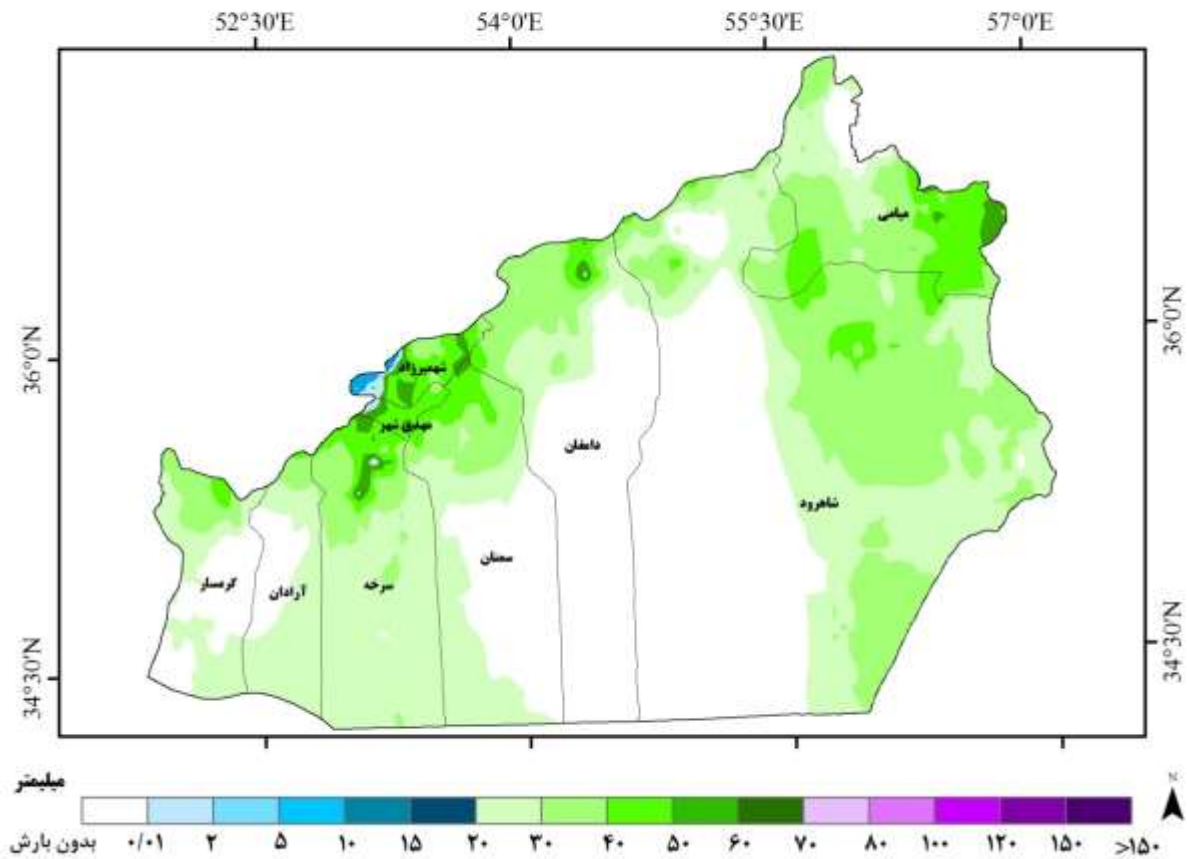 52°30'E 54°0'E 55°30'E 57°0'E
میامی
36°0'N
36°0'N
شهمیرزاد
مهدی شهر
دامغان
شاهرود
سمنان
گرمسار
آرادان
سرخه
34°30'N
34°30'N
میلیمتر
N
بدون بارش ۰/۰۱ ۲ ۵ ۱۰ ۱۵ ۲۰ ۳۰ ۴۰ ۵۰ ۶۰ ۷۰ ۸۰ ۱۰۰ ۱۲۰ ۱۵۰ >۱۵۰